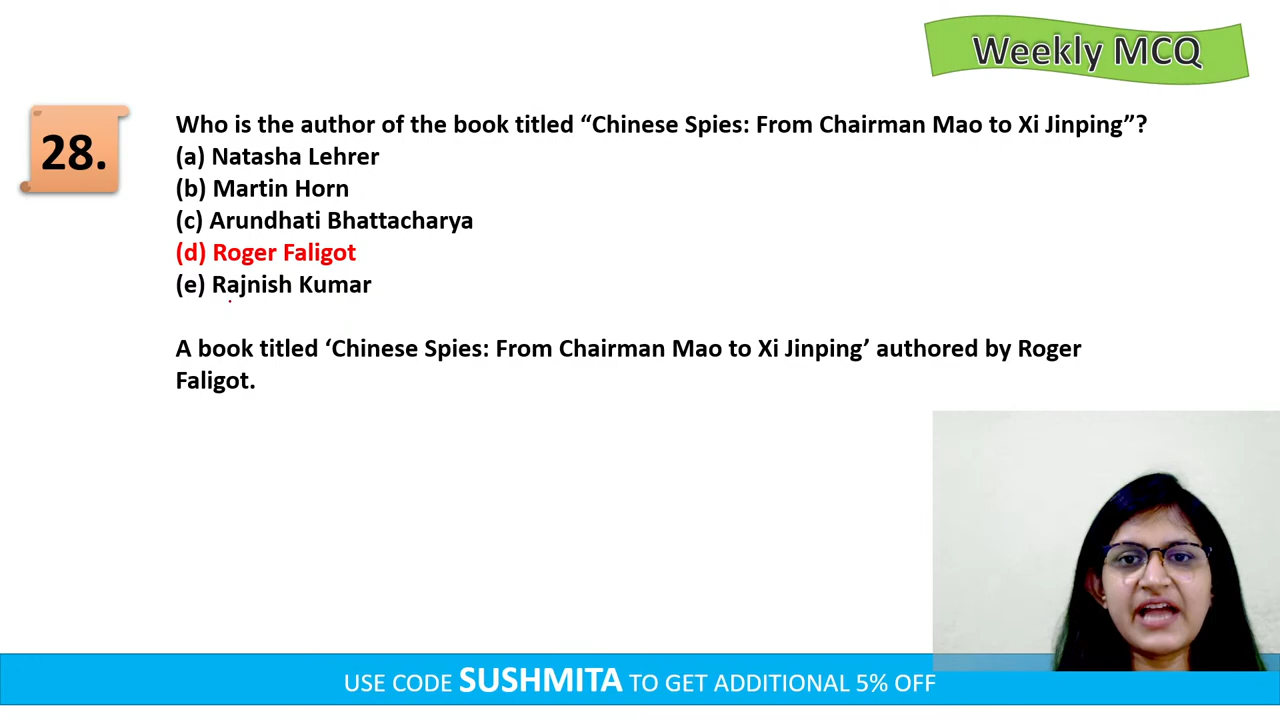 Weekly MCQ
28.
Who is the author of the book titled “Chinese Spies: From Chairman Mao to Xi Jinping”?
(a) Natasha Lehrer
(b) Martin Horn
(c) Arundhati Bhattacharya
(d) Roger Faligot
(e) Rajnish Kumar
A book titled ‘Chinese Spies: From Chairman Mao to Xi Jinping’ authored by Roger
Faligot.
USE CODE SUSHMITA TO GET ADDITIONAL 5% OFF